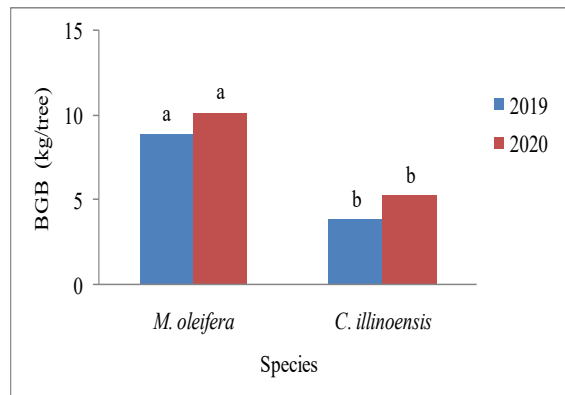 15
10
5
0
BGB (kg/tree)
a
a
b
b
M. oleifera
C. illinoensis
Species
2019
2020